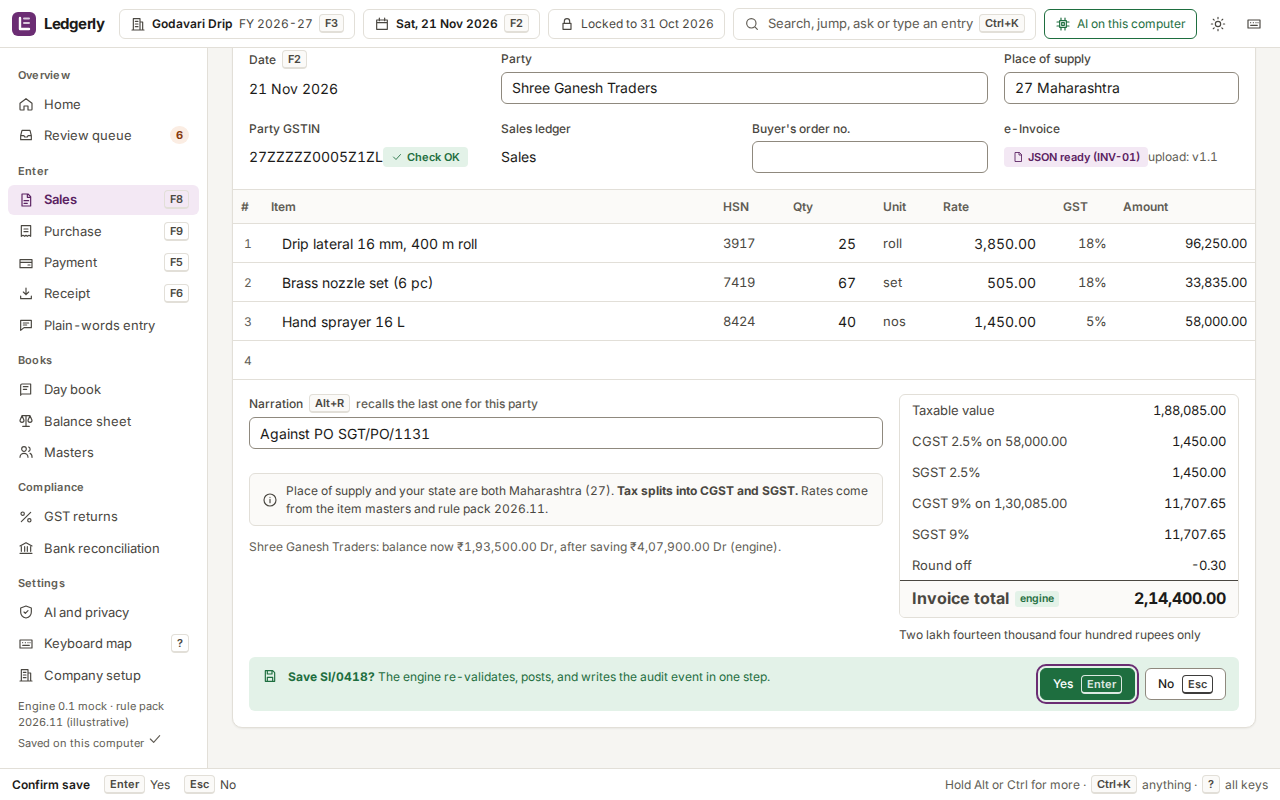 Ledgerly
Godavari Drip FY 2026-27 F3
Sat, 21 Nov 2026 F2
Locked to 31 Oct 2026
Search, jump, ask or type an entry Ctrl+K
AI on this computer
Overview
Home
Review queue 6
Enter
Sales F8
Purchase F9
Payment F5
Receipt F6
Plain-words entry
Books
Day book
Balance sheet
Masters
Compliance
GST returns
Bank reconciliation
Settings
AI and privacy
Keyboard map ?
Company setup
Engine 0.1 mock · rule pack
2026.11 (illustrative)
Saved on this computer
Date F2
21 Nov 2026
Party
Shree Ganesh Traders
Place of supply
27 Maharashtra
Party GSTIN
27ZZZZZ0005Z1ZL Check OK
Sales ledger
Sales
Buyer's order no.
e-Invoice
JSON ready (INV-01) upload: v1.1
# Item HSN Qty Unit Rate GST Amount
1 Drip lateral 16 mm, 400 m roll 3917 25 roll 3,850.00 18% 96,250.00
2 Brass nozzle set (6 pc) 7419 67 set 505.00 18% 33,835.00
3 Hand sprayer 16 L 8424 40 nos 1,450.00 5% 58,000.00
4
Narration Alt+R recalls the last one for this party
Against PO SGT/PO/1131
Place of supply and your state are both Maharashtra (27). Tax splits into CGST and SGST. Rates come
from the item masters and rule pack 2026.11.
Shree Ganesh Traders: balance now ₹1,93,500.00 Dr, after saving ₹4,07,900.00 Dr (engine).
Taxable value 1,88,085.00
CGST 2.5% on 58,000.00 1,450.00
SGST 2.5% 1,450.00
CGST 9% on 1,30,085.00 11,707.65
SGST 9% 11,707.65
Round off -0.30
Invoice total engine 2,14,400.00
Two lakh fourteen thousand four hundred rupees only
Save SI/0418? The engine re-validates, posts, and writes the audit event in one step.
Yes Enter
No Esc
Confirm save Enter Yes Esc No
Hold Alt or Ctrl for more · Ctrl+K anything · ? all keys